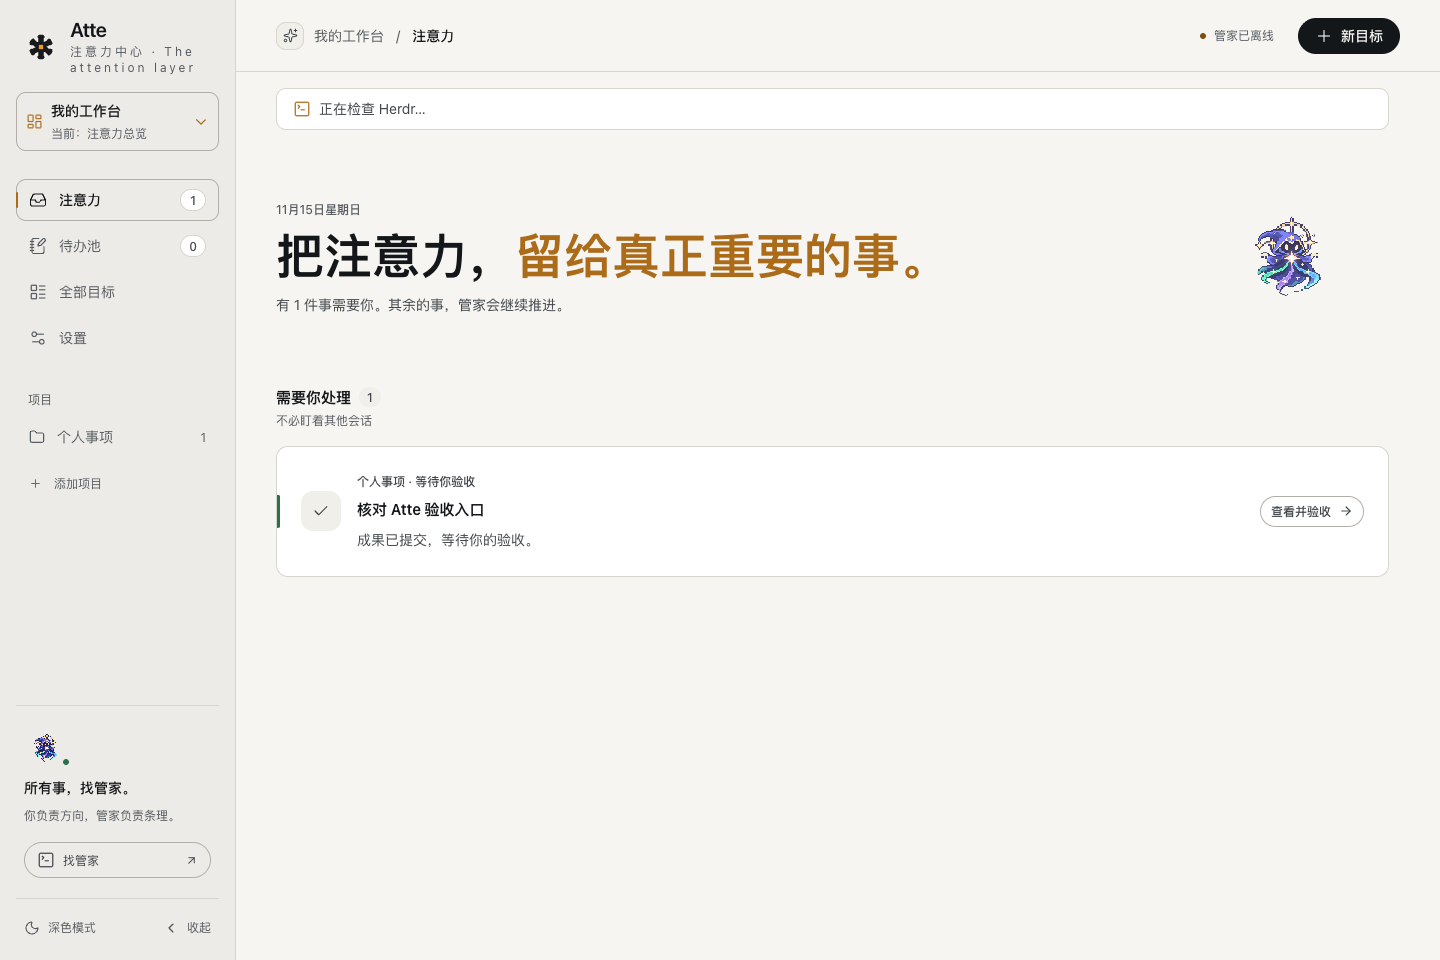 Atte
注意力中心 · The
attention layer
我的工作台
当前：注意力总览
注意力 1
待办池 0
全部目标
设置
项目
个人事项 1
+ 添加项目
所有事，找管家。
你负责方向，管家负责条理。
找管家
深色模式
收起
我的工作台 / 注意力
管家已离线
+ 新目标
正在检查 Herdr...
11月15日星期日
把注意力，留给真正重要的事。
有 1 件事需要你。其余的事，管家会继续推进。
需要你处理 1
不必盯着其他会话
个人事项 · 等待你验收
核对 Atte 验收入口
成果已提交，等待你的验收。
查看并验收